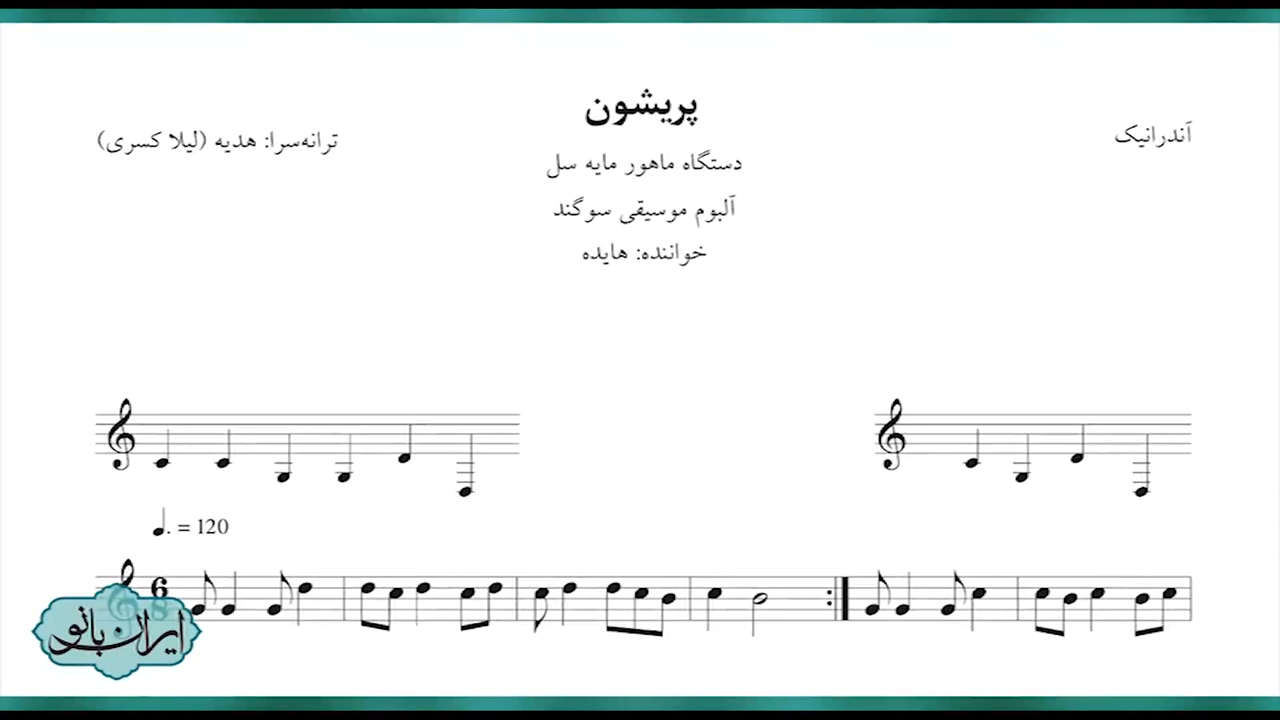 پریشون
آندرانیک
ترانه‌سرا: هدیه (لیلا کسری)
دستگاه ماهور مایه سل
آلبوم موسیقی سوگند
خواننده: هایده
. = 120
6
8
ایران بانو